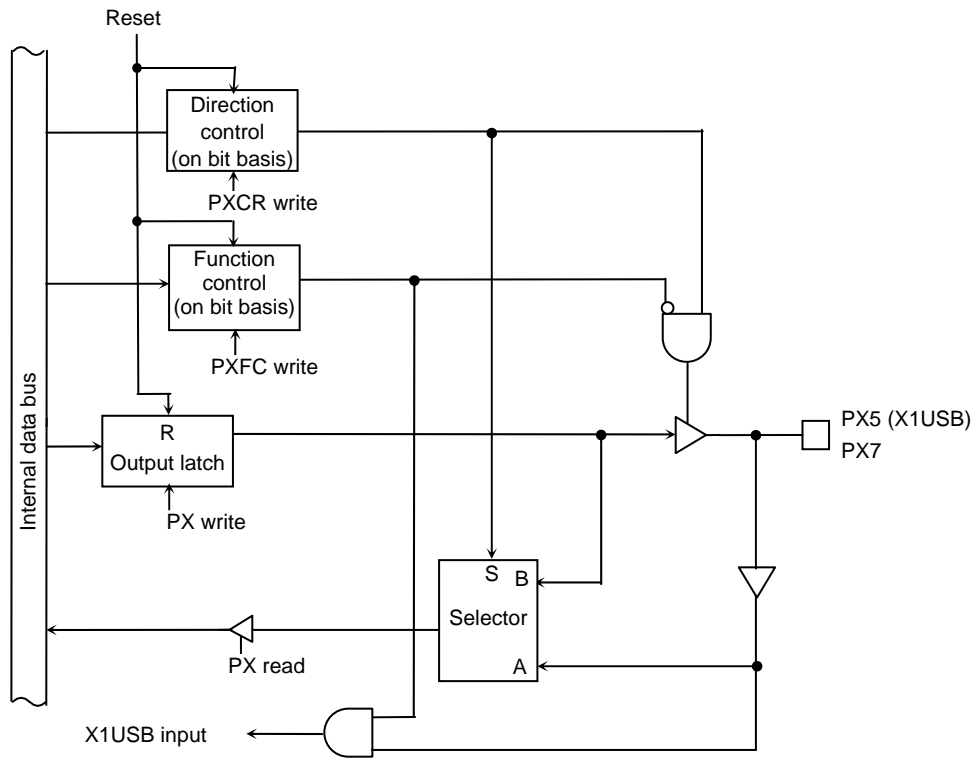 Reset
Direction
control
(on bit basis)
PXCR write
Function
control
(on bit basis)
PXFC write
Internal data bus
R
Output latch
PX write
PX5 (X1USB)
PX7
S
B
Selector
A
PX read
X1USB input